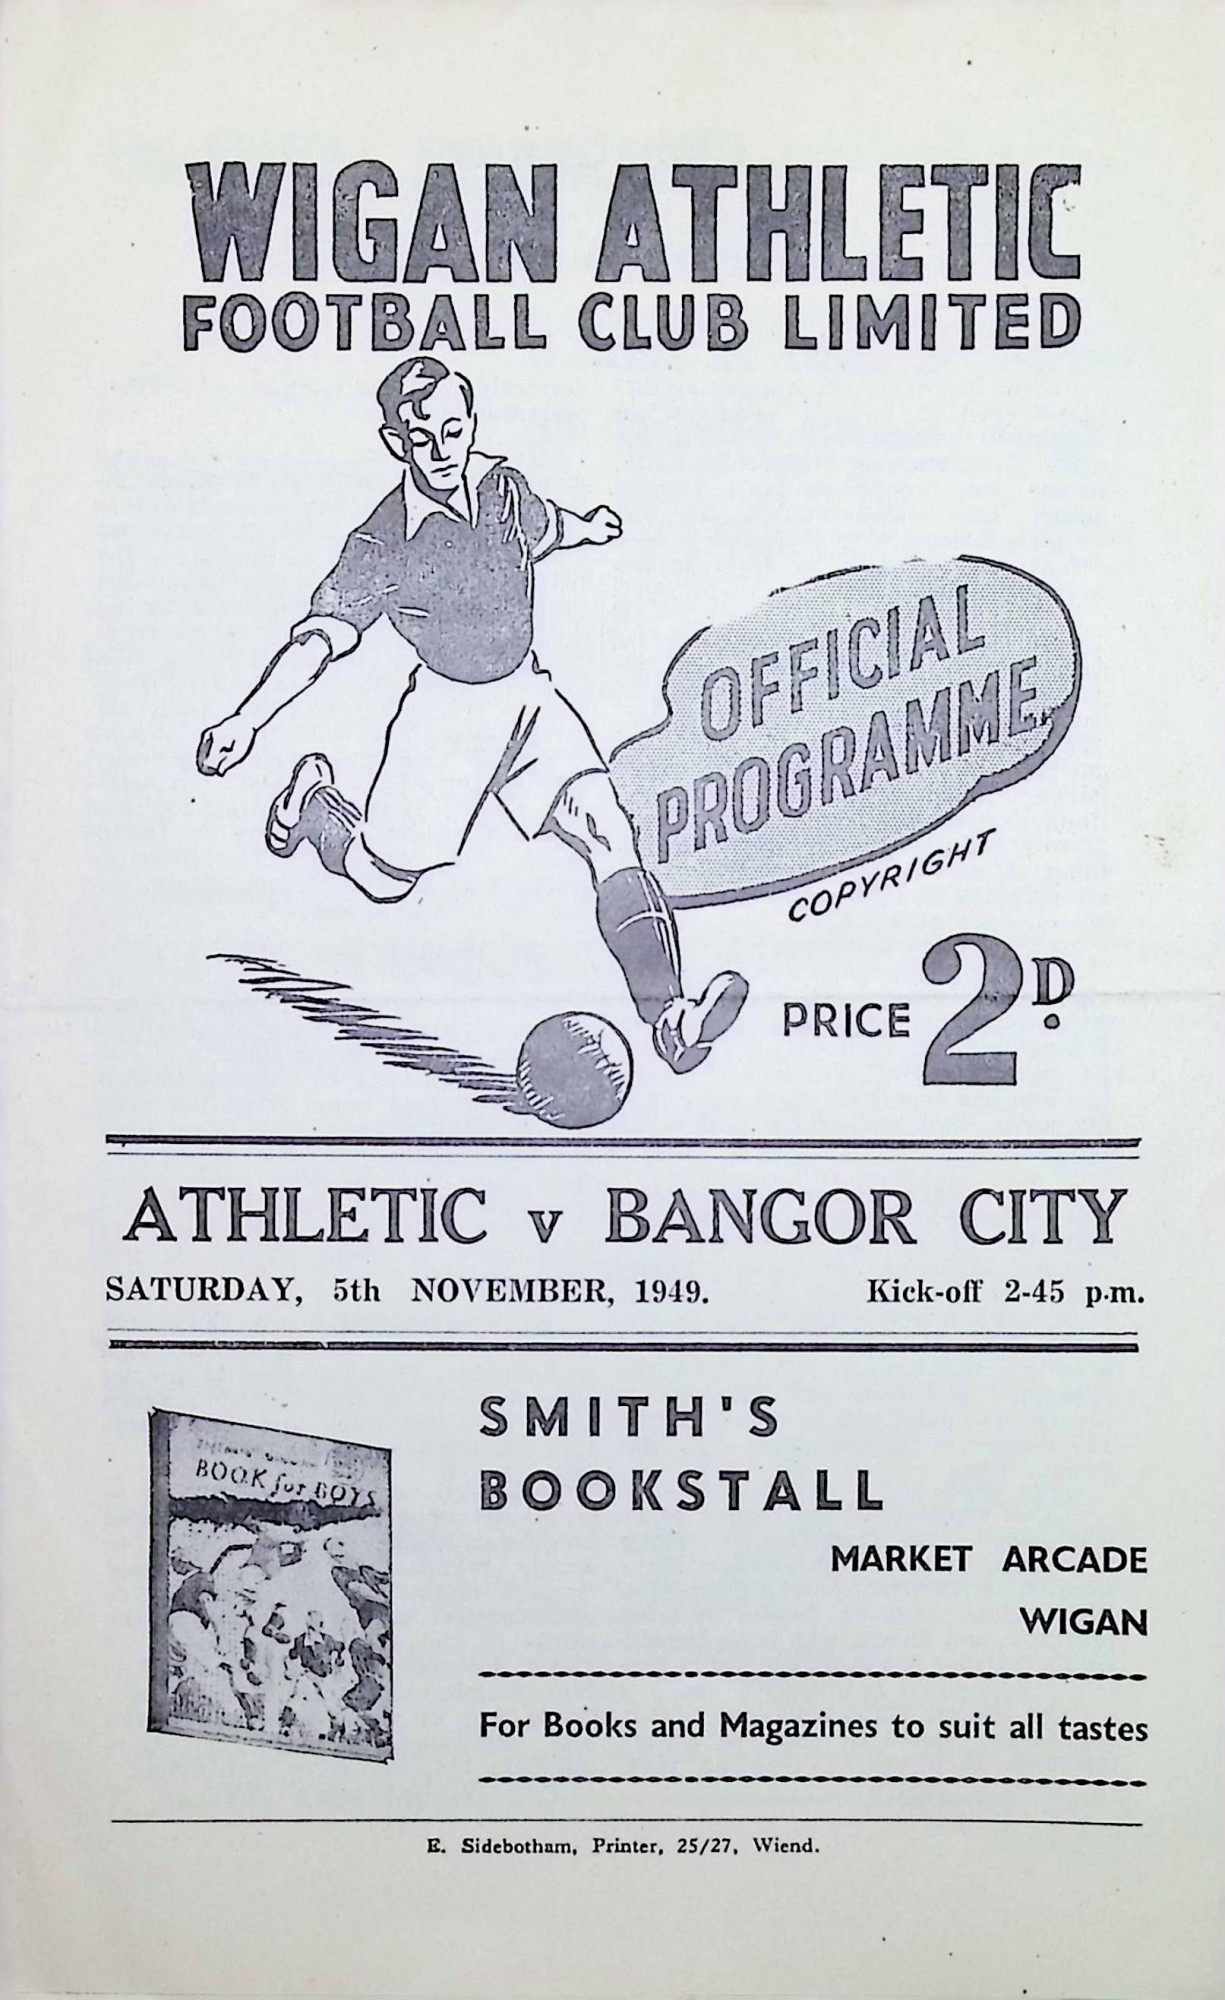 WIGAN ATHLETIC
FOOTBALL CLUB LIMITED
OFFICIAL
PROGRAMME
COPYRIGHT
PRICE 2D.
ATHLETIC v BANGOR CITY
SATURDAY, 5th NOVEMBER, 1949. Kick-off 2-45 p.m.
BOOK for BOYS
SMITH'S
BOOKSTALL
MARKET ARCADE
WIGAN
For Books and Magazines to suit all tastes
E. Sidebotham, Printer, 25/27, Wiend.